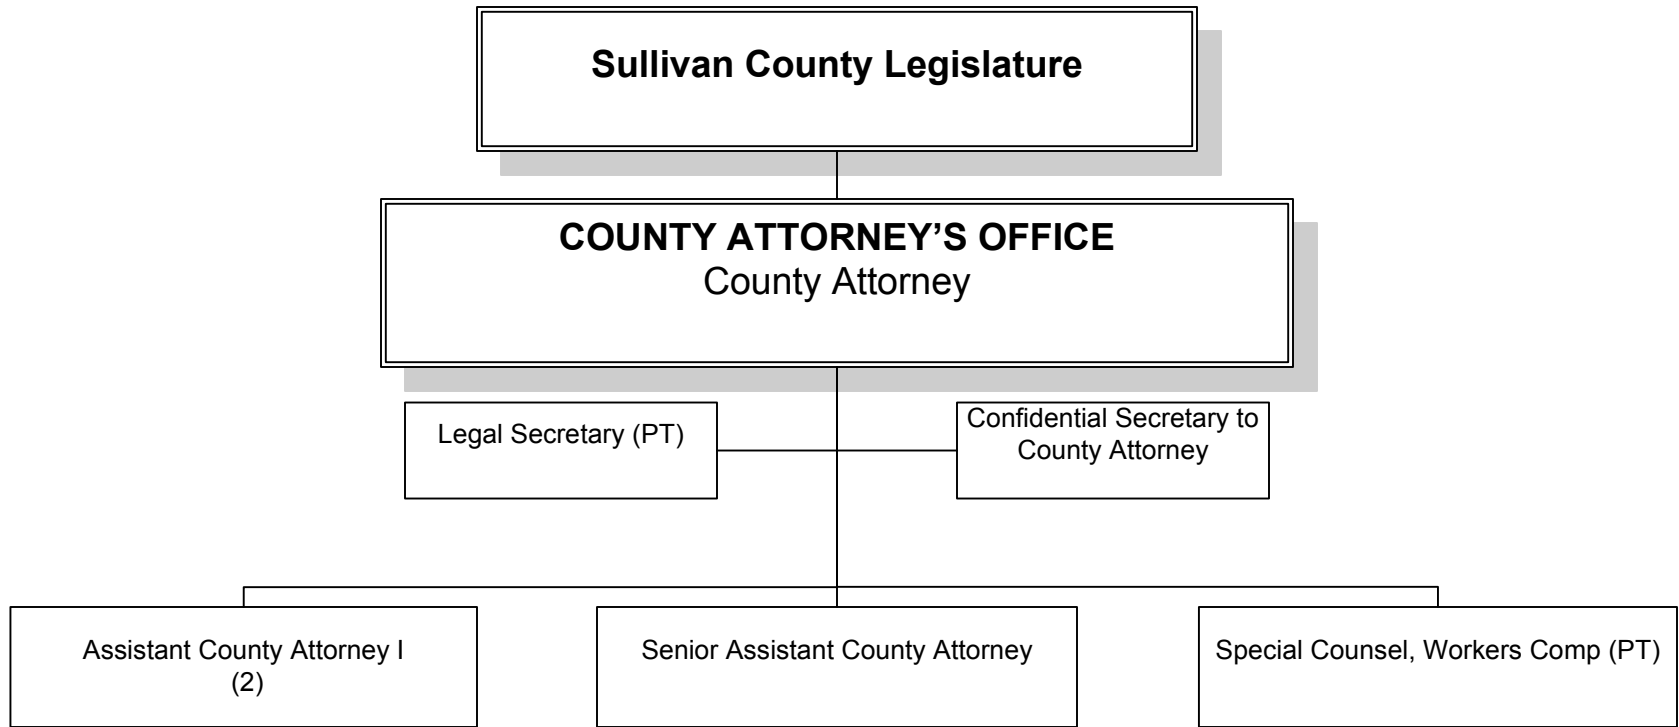 Sullivan County Legislature
COUNTY ATTORNEY’S OFFICE
County Attorney
Legal Secretary (PT)
Confidential Secretary to
County Attorney
Assistant County Attorney I
(2)
Senior Assistant County Attorney
Special Counsel, Workers Comp (PT)